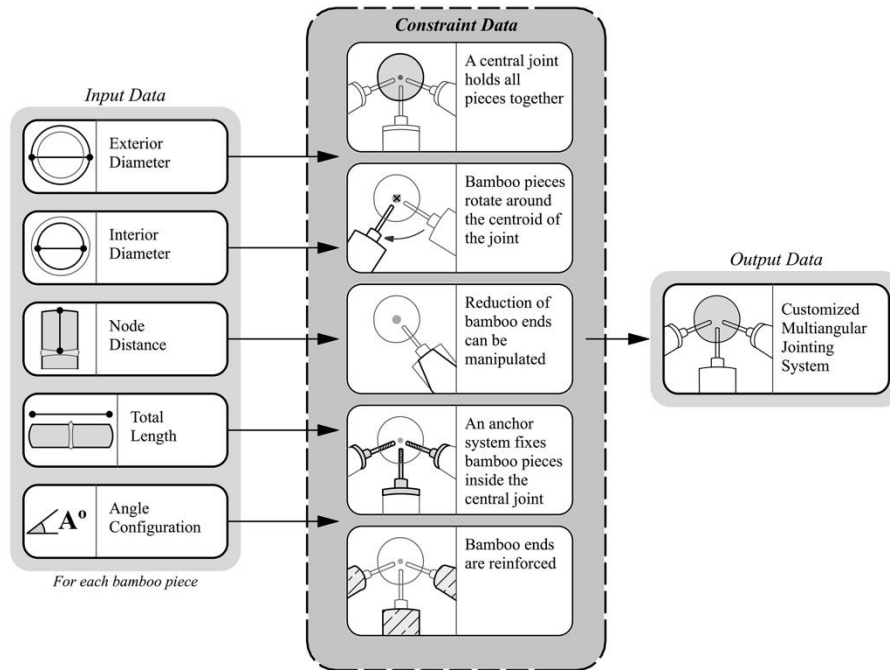 Input Data
Exterior
Diameter
Interior
Diameter
Node
Distance
Total
Length
A°
Angle
Configuration
For each bamboo piece
Constraint Data
A central joint
holds all
pieces together
Bamboo pieces
rotate around
the centroid of
the joint
Reduction of
bamboo ends
can be
manipulated
An anchor
system fixes
bamboo pieces
inside the
central joint
Bamboo ends
are reinforced
Output Data
Customized
Multiangular
Jointing
System